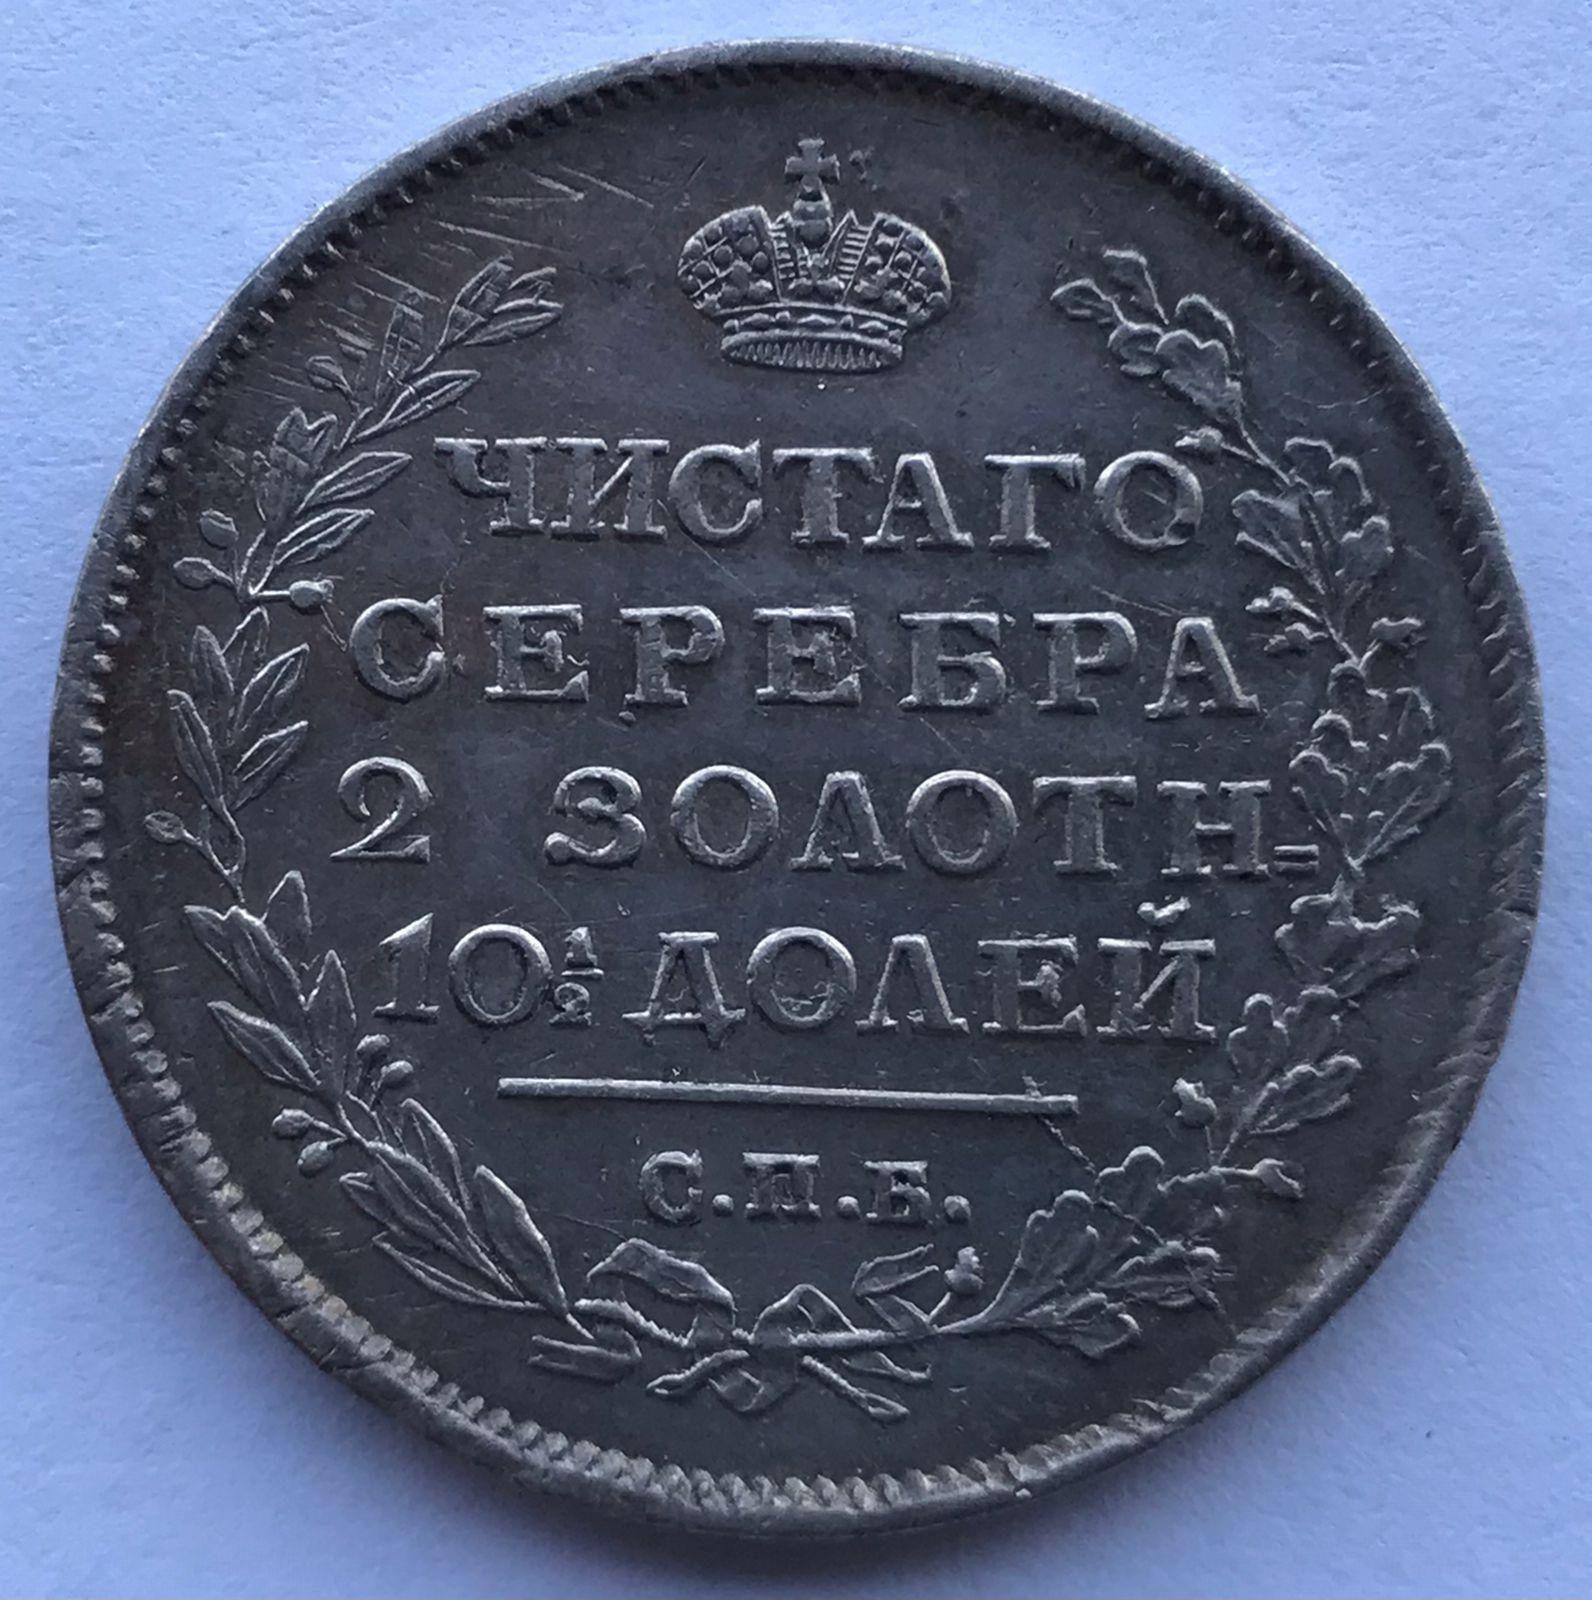 ЧИСТАГО
СЕРЕБРА
2 ЗОЛОТН=
10½ ДОЛЕЙ
С.П.Б.